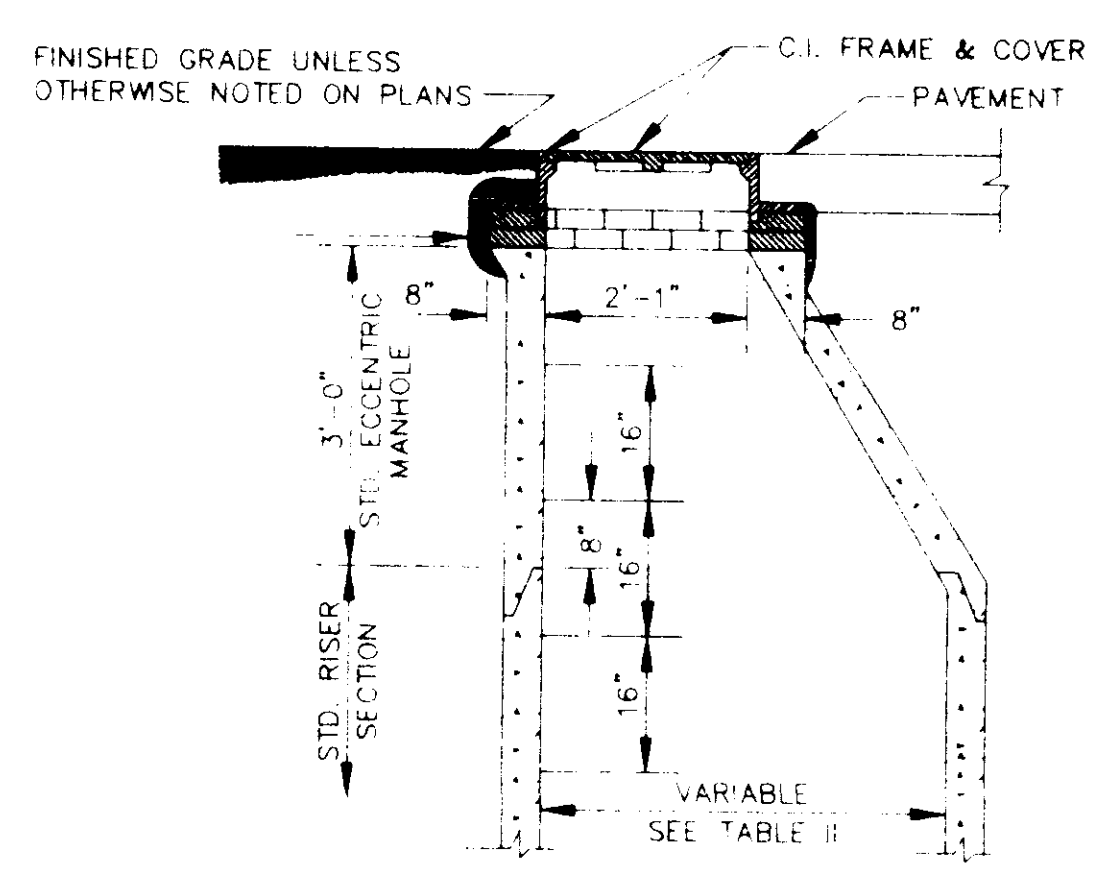 FINISHED GRADE UNLESS
OTHERWISE NOTED ON PLANS
C.I. FRAME & COVER
PAVEMENT
8"
2'-1"
8"
3'-0"
STD. ECCENTRIC
MANHOLE
16"
8"
16"
STD. RISER
SECTION
16"
VARIABLE
SEE TABLE II